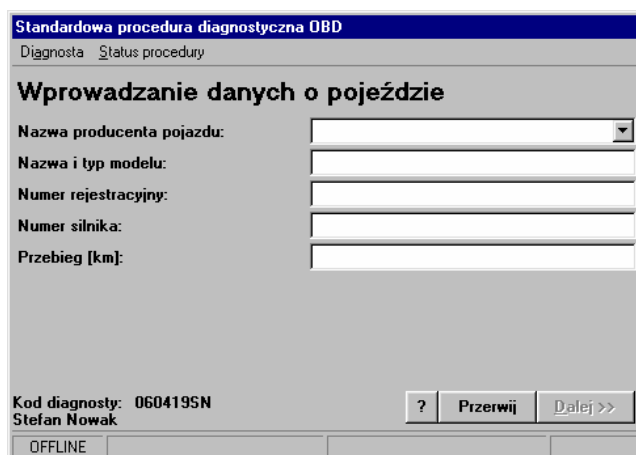 Standardowa procedura diagnostyczna OBD
Diagnosta Status procedury
Wprowadzanie danych o pojeździe
Nazwa producenta pojazdu:
Nazwa i typ modelu:
Numer rejestracyjny:
Numer silnika:
Przebieg [km]:
Kod diagnosty: 060419SN
Stefan Nowak
? Przerwij Dalej >>
OFFLINE